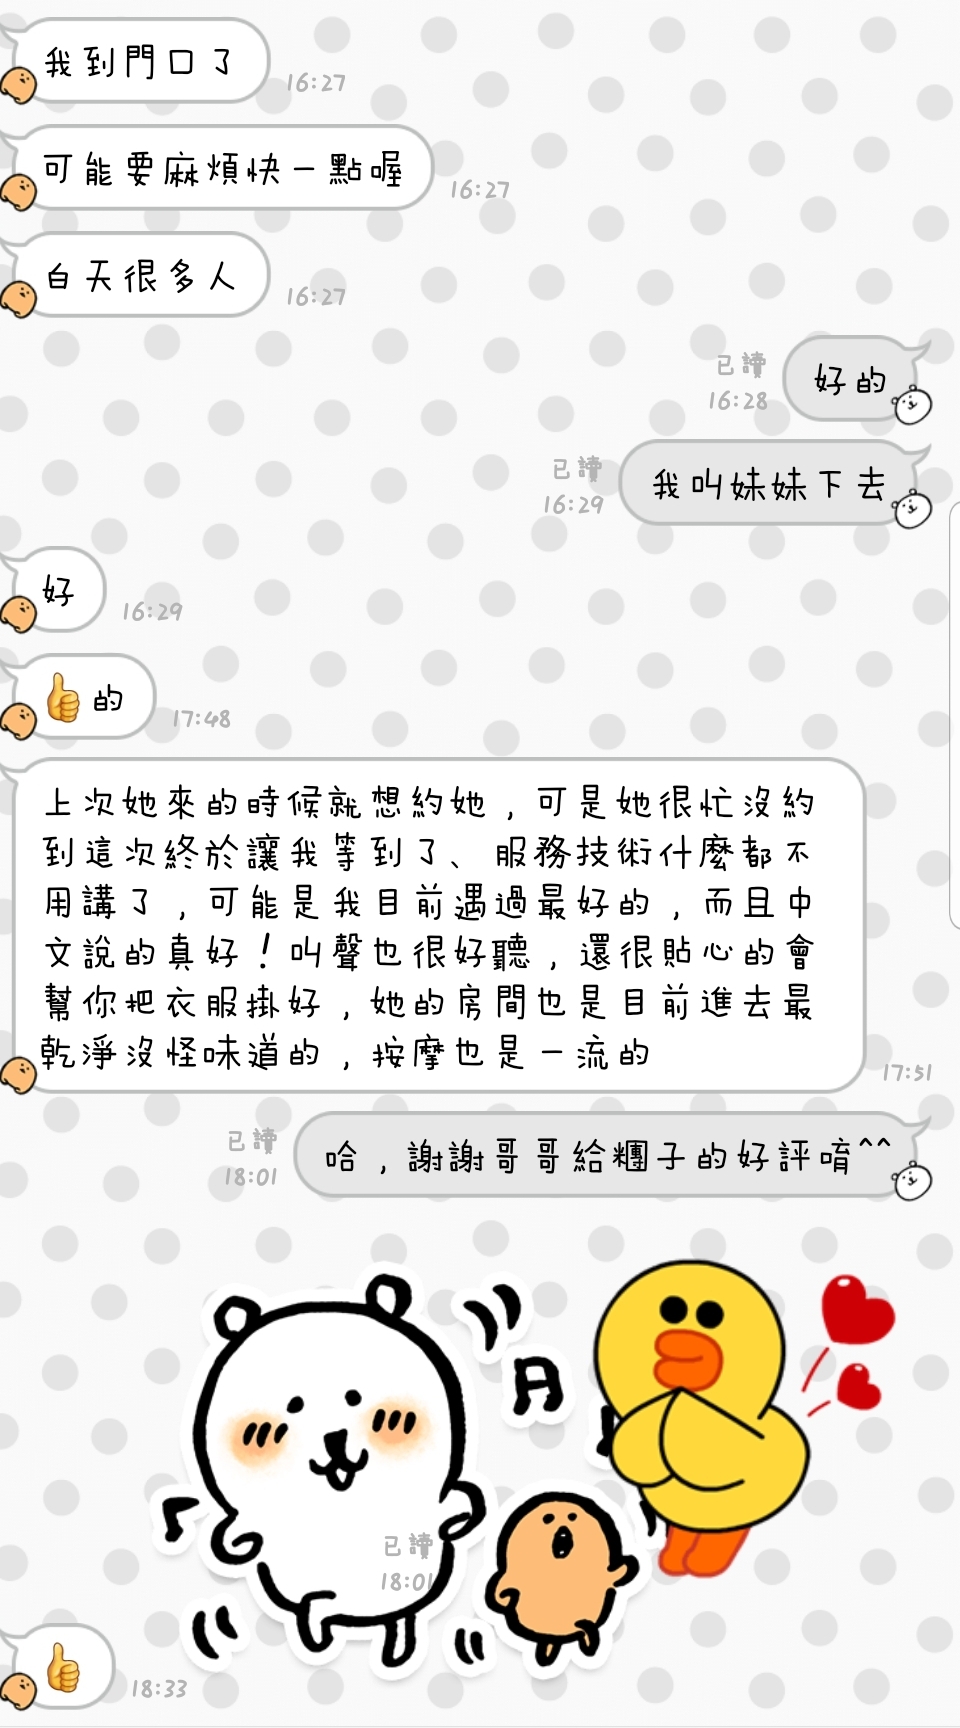 我到門口了
16:27
可能要麻煩快一點喔
16:27
白天很多人
16:27
已讀
16:28
好的
已讀
16:29
我叫妹妹下去
好
16:29
👍的
17:48
上次她來的時候就想約她，可是她很忙沒約
到這次終於讓我等到了、服務技術什麼都不
用講了，可能是我目前遇過最好的，而且中
文說的真好！叫聲也很好聽，還很貼心的會
幫你把衣服掛好，她的房間也是目前進去最
乾淨沒怪味道的，按摩也是一流的
17:51
已讀
18:01
哈，謝謝哥哥給糰子的好評唷^^
已讀
18:01
👍
18:33